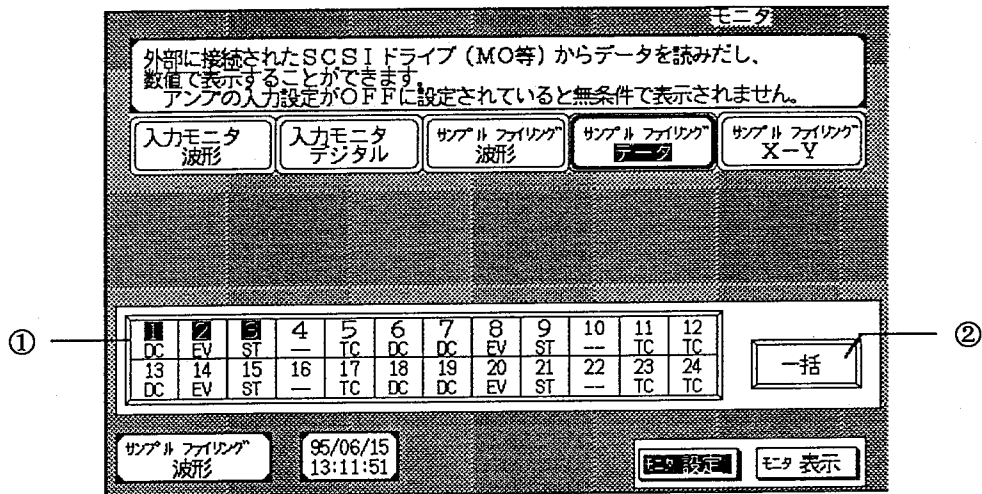 モニタ
外部に接続されたSCSIドライブ(MO等)からデータを読みだし、
数値で表示することができます。
アンプの入力設定がOFFに設定されていると無条件で表示されません。
入力モニタ 波形
入力モニタ デジタル
サンプル ファイリング 波形
サンプル ファイリング データ
サンプル ファイリング X-Y
①
1 2 3 4 5 6 7 8 9 10 11 12
DC EV ST — TC DC DC EV ST --- TC TC
13 14 15 16 17 18 19 20 21 22 23 24
DC EV ST — TC DC DC EV ST --- TC TC
一括
②
サンプル ファイリング 波形
95/06/15
13:11:51
モニタ 設定
モニタ 表示